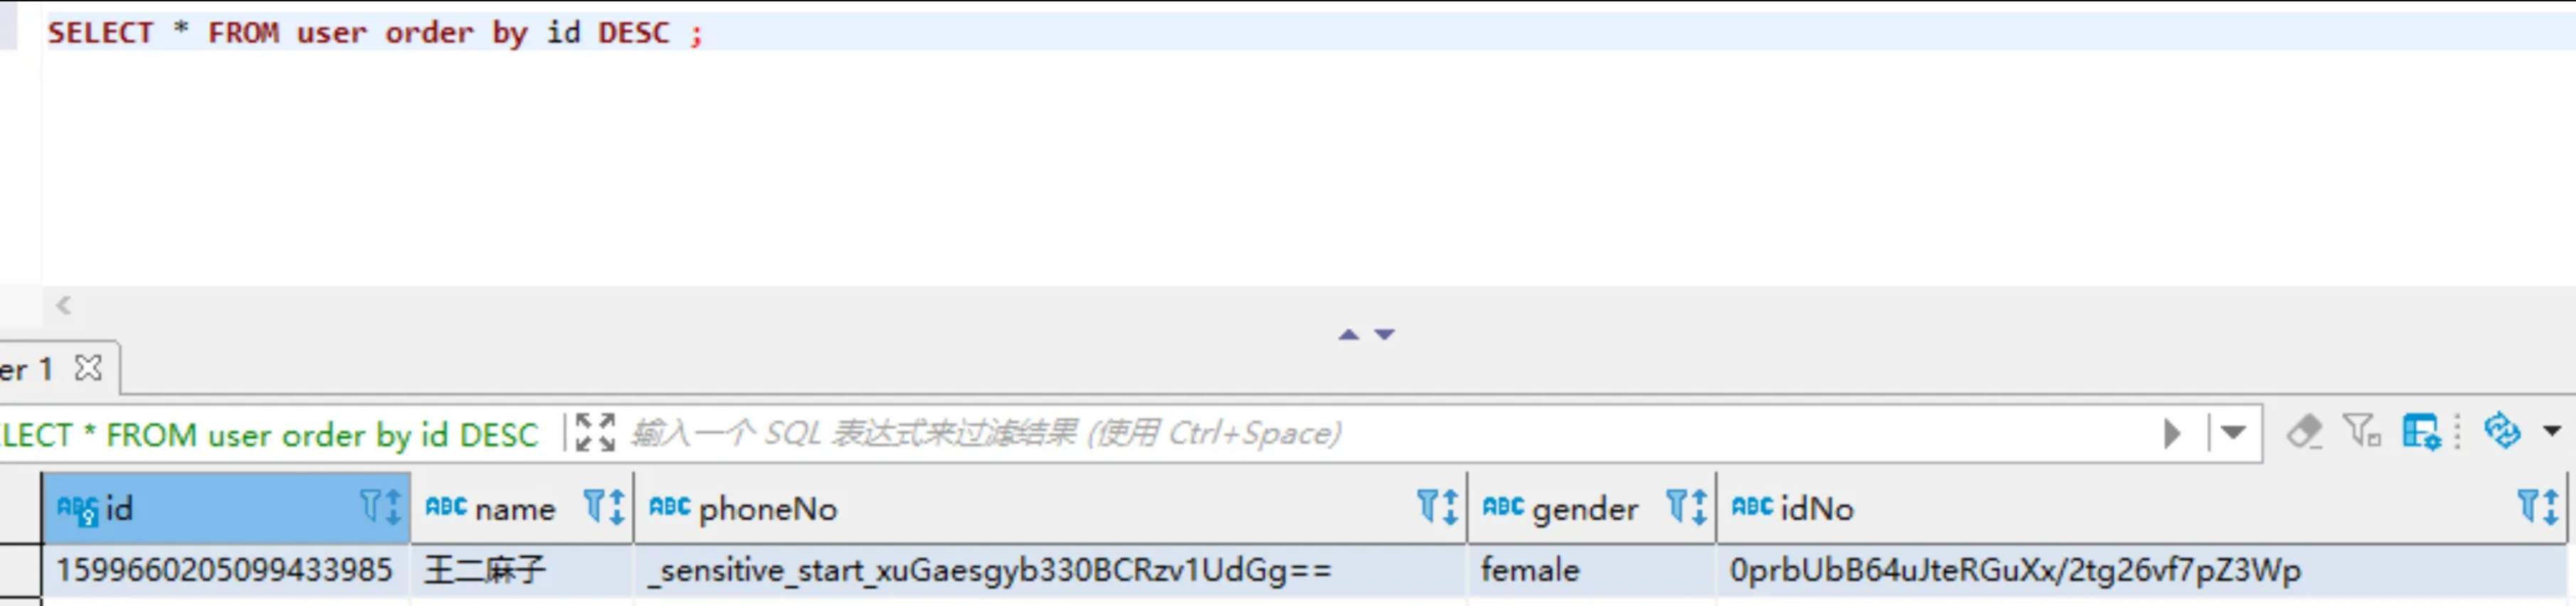 SELECT * FROM user order by id DESC ;
er 1
LECT * FROM user order by id DESC 输入一个 SQL 表达式来过滤结果 (使用 Ctrl+Space)
ABC id ABC name ABC phoneNo ABC gender ABC idNo
1599660205099433985 王二麻子 _sensitive_start_xuGaesgyb330BCRzv1UdGg== female 0prbUbB64uJteRGuXx/2tg26vf7pZ3Wp